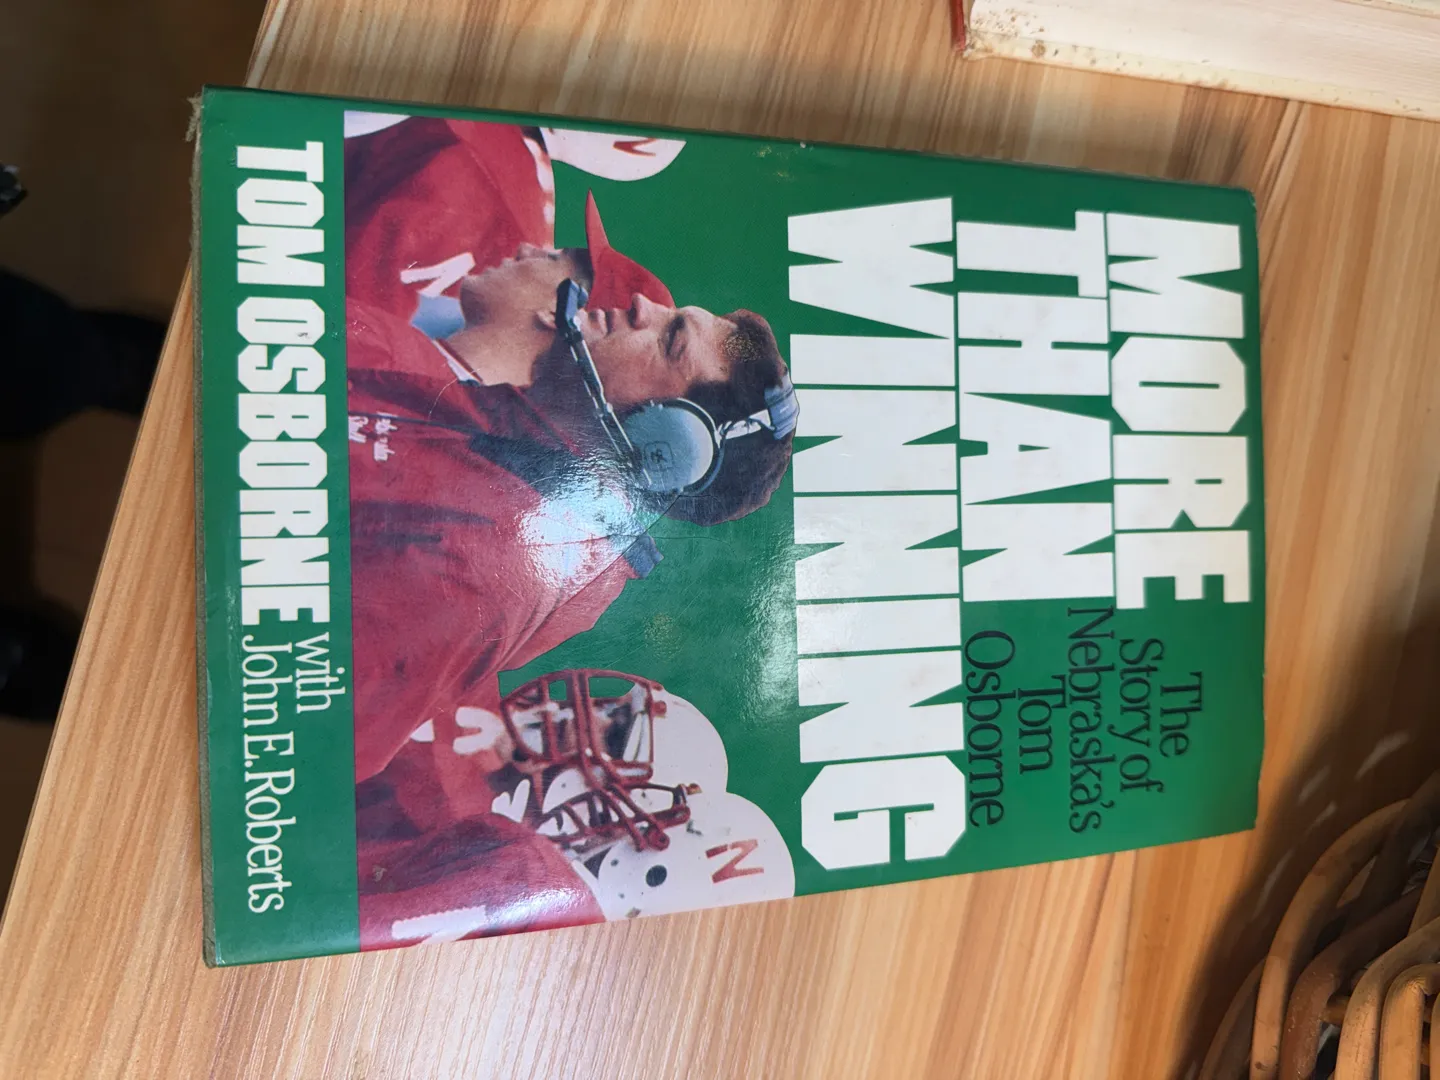 MORE
THAN
WINNING
The
Story of
Nebraska's
Tom
Osborne
N
N
N
TOM OSBORNE
with
John E. Roberts